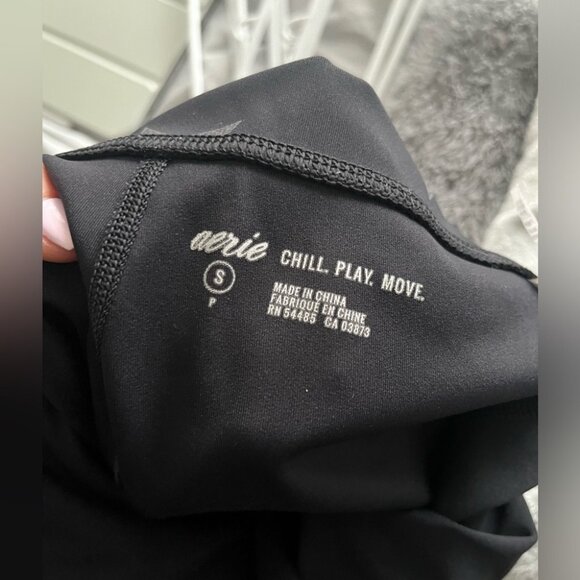 aerie CHILL. PLAY. MOVE.
S
P
MADE IN CHINA
FABRIQUÉ EN CHINE
RN 54485 CA 03873